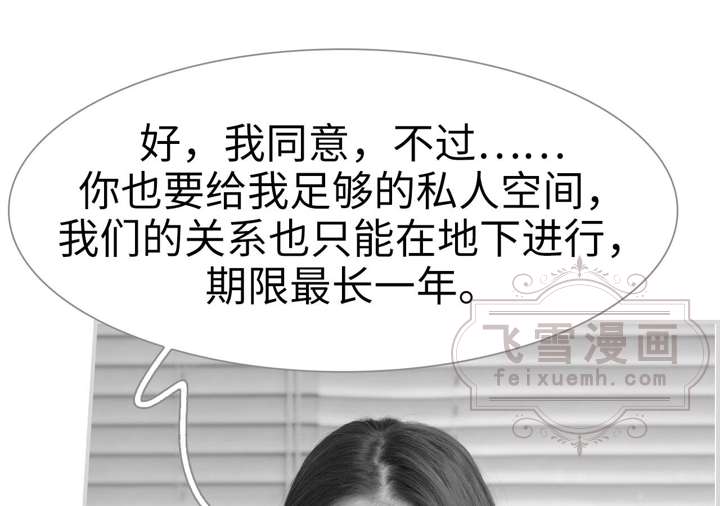 好，我同意，不过……
你也要给我足够的私人空间，
我们的关系也只能在地下进行，
期限最长一年。
飞雪漫画
feixuemh.com